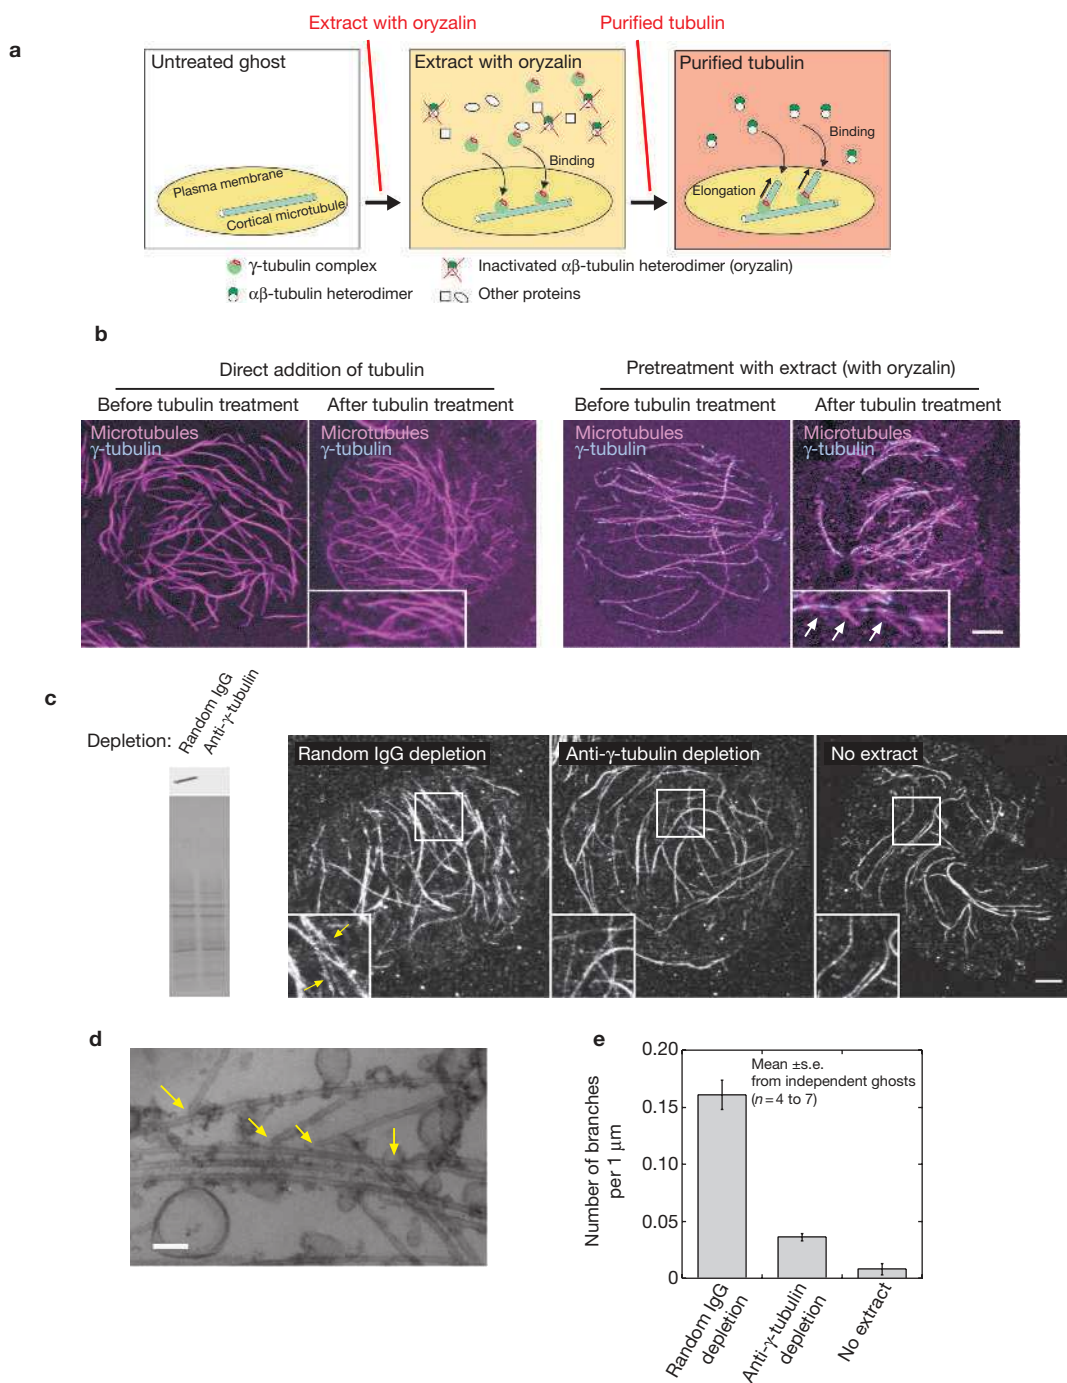 Extract with oryzalin
Purified tubulin
a
Untreated ghost
Extract with oryzalin
Purified tubulin
Plasma membrane
Cortical microtubule
Binding
Binding
Elongation
γ-tubulin complex
Inactivated αβ-tubulin heterodimer (oryzalin)
αβ-tubulin heterodimer
Other proteins
b
Direct addition of tubulin
Pretreatment with extract (with oryzalin)
Before tubulin treatment
After tubulin treatment
Before tubulin treatment
After tubulin treatment
Microtubules
γ-tubulin
Microtubules
γ-tubulin
Microtubules
γ-tubulin
Microtubules
γ-tubulin
c
Depletion:
Random IgG
Anti-γ-tubulin
Random IgG depletion
Anti-γ-tubulin depletion
No extract
d
e
Number of branches
per 1 μm
0.20
0.15
0.10
0.05
0
Mean ±s.e.
from independent ghosts
(n = 4 to 7)
Random IgG
depletion
Anti-γ-tubulin
depletion
No extract